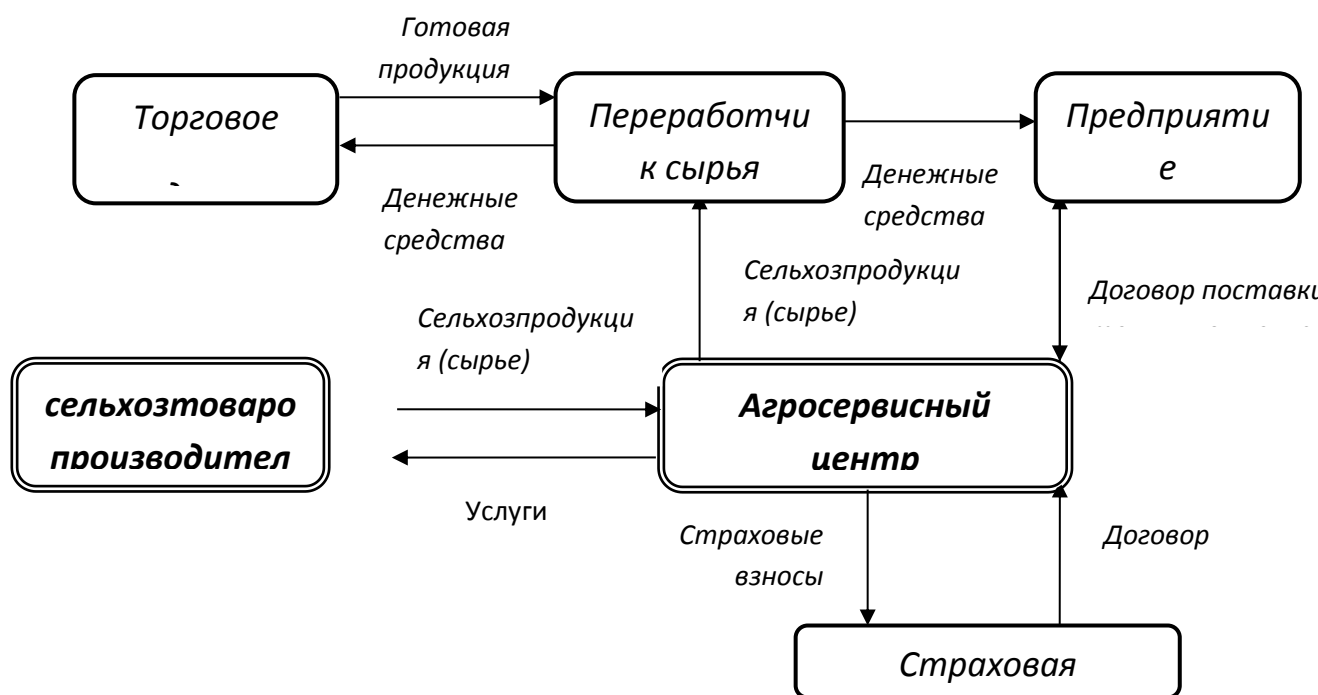 Готовая
продукция
Торговое
Переработчи
к сырья
Предприяти
е
Денежные
средства
Денежные
средства
Сельхозпродукци
я (сырье)
Договор поставки
Сельхозпродукци
я (сырье)
сельхозтоваро
производител
Агросервисный
центр
Услуги
Страховые
взносы
Договор
Страховая